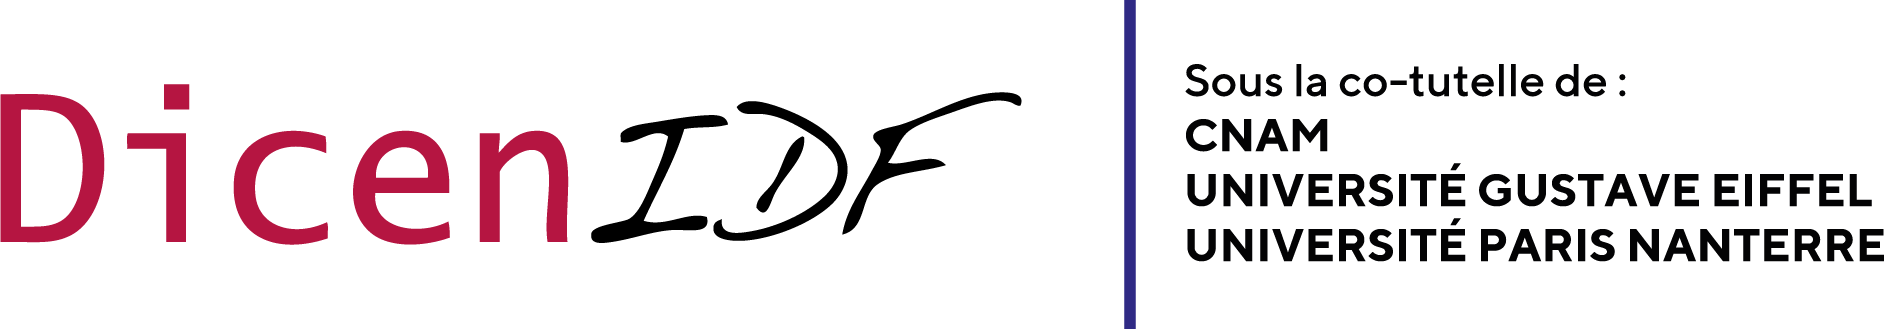 DicenIDF
Sous la co-tutelle de :
CNAM
UNIVERSITÉ GUSTAVE EIFFEL
UNIVERSITÉ PARIS NANTERRE